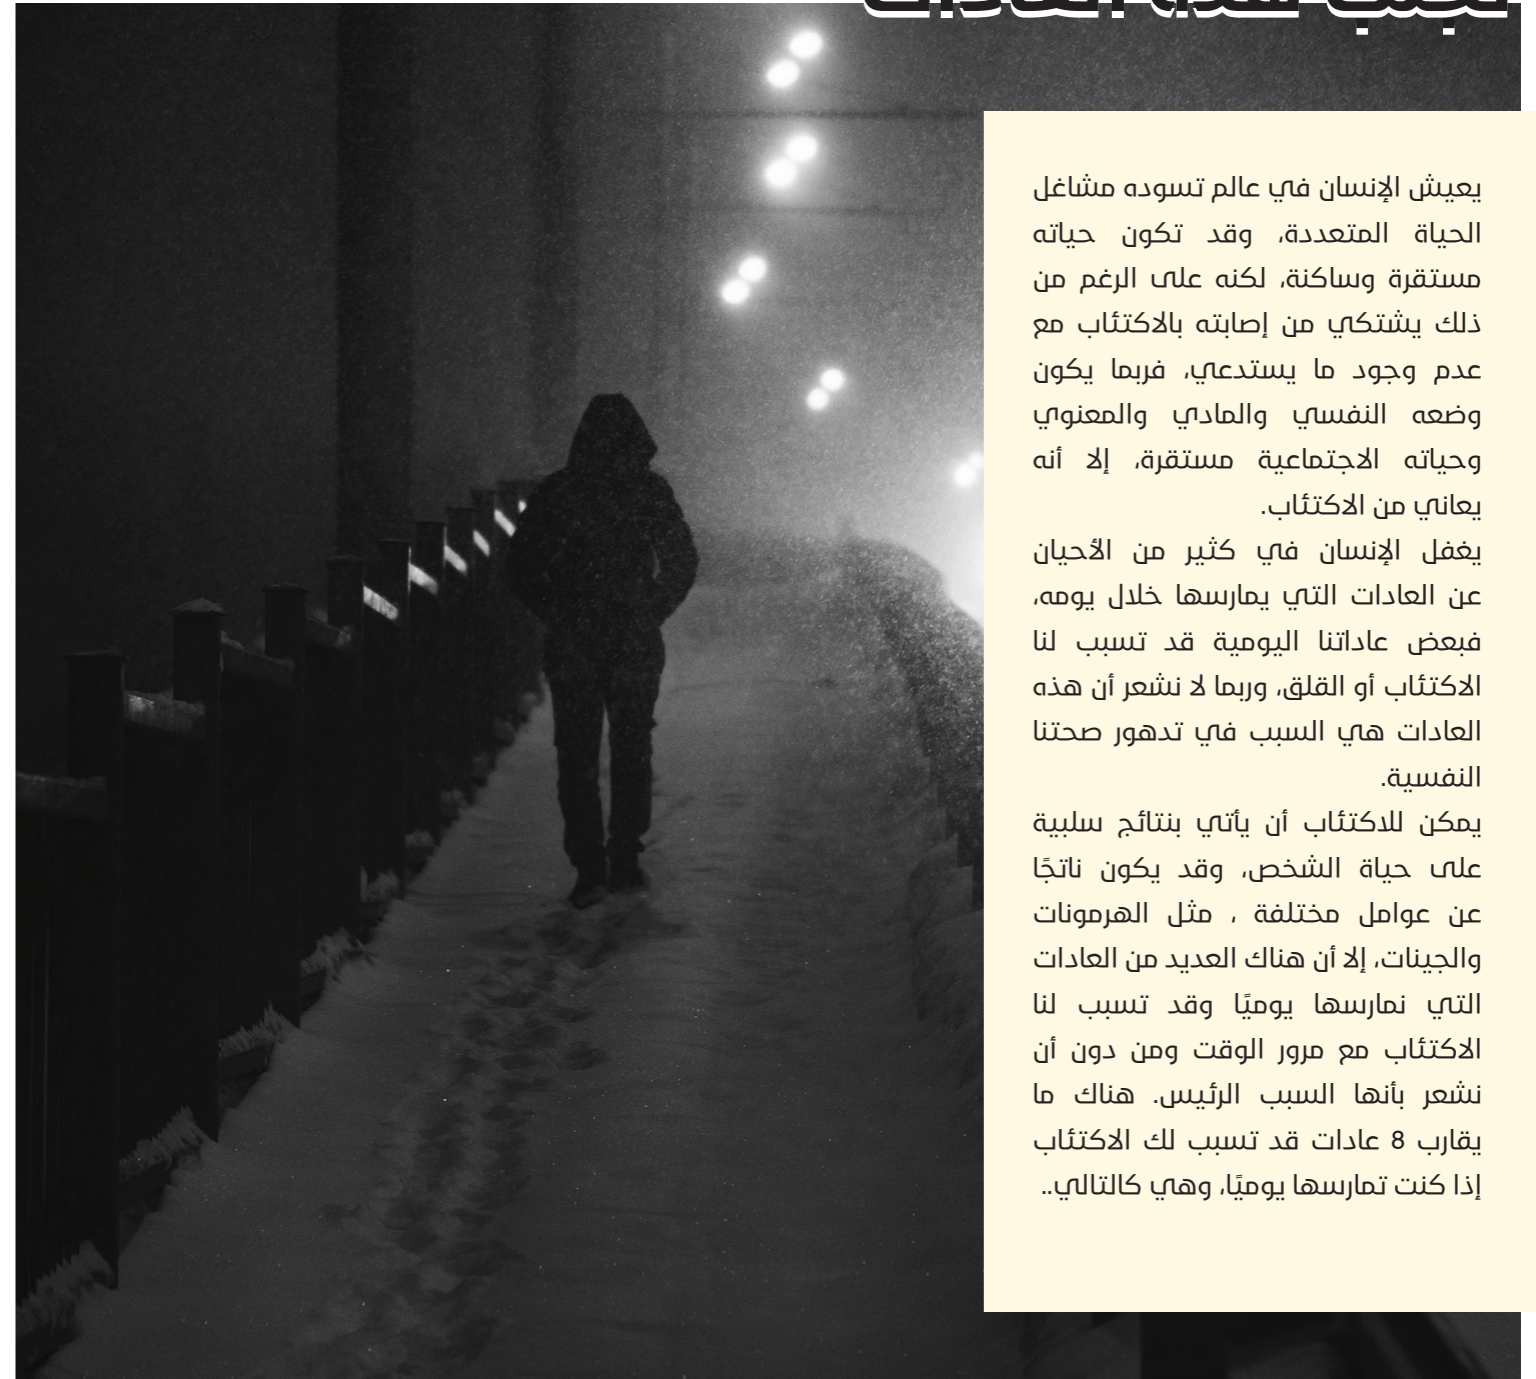 تجنب هذه العادات
يعيش الإنسان في عالم تسوده مشاغل
الحياة المتعددة، وقد تكون حياته
مستقرة وساكنة، لكنه على الرغم من
ذلك يشتكي من إصابته بالاكتئاب مع
عدم وجود ما يستدعي، فربما يكون
وضعه النفسي والمادي والمعنوي
وحياته الاجتماعية مستقرة، إلا أنه
يعاني من الاكتئاب.
يغفل الإنسان في كثير من الأحيان
عن العادات التي يمارسها خلال يومه،
فبعض عاداتنا اليومية قد تسبب لنا
الاكتئاب أو القلق، وربما لا نشعر أن هذه
العادات هي السبب في تدهور صحتنا
النفسية.
يمكن للاكتئاب أن يأتي بنتائج سلبية
على حياة الشخص، وقد يكون ناتجًا
عن عوامل مختلفة ، مثل الهرمونات
والجينات، إلا أن هناك العديد من العادات
التي نمارسها يوميًا وقد تسبب لنا
الاكتئاب مع مرور الوقت ومن دون أن
نشعر بأنها السبب الرئيس. هناك ما
يقارب 8 عادات قد تسبب لك الاكتئاب
إذا كنت تمارسها يوميًا، وهي كالتالي..